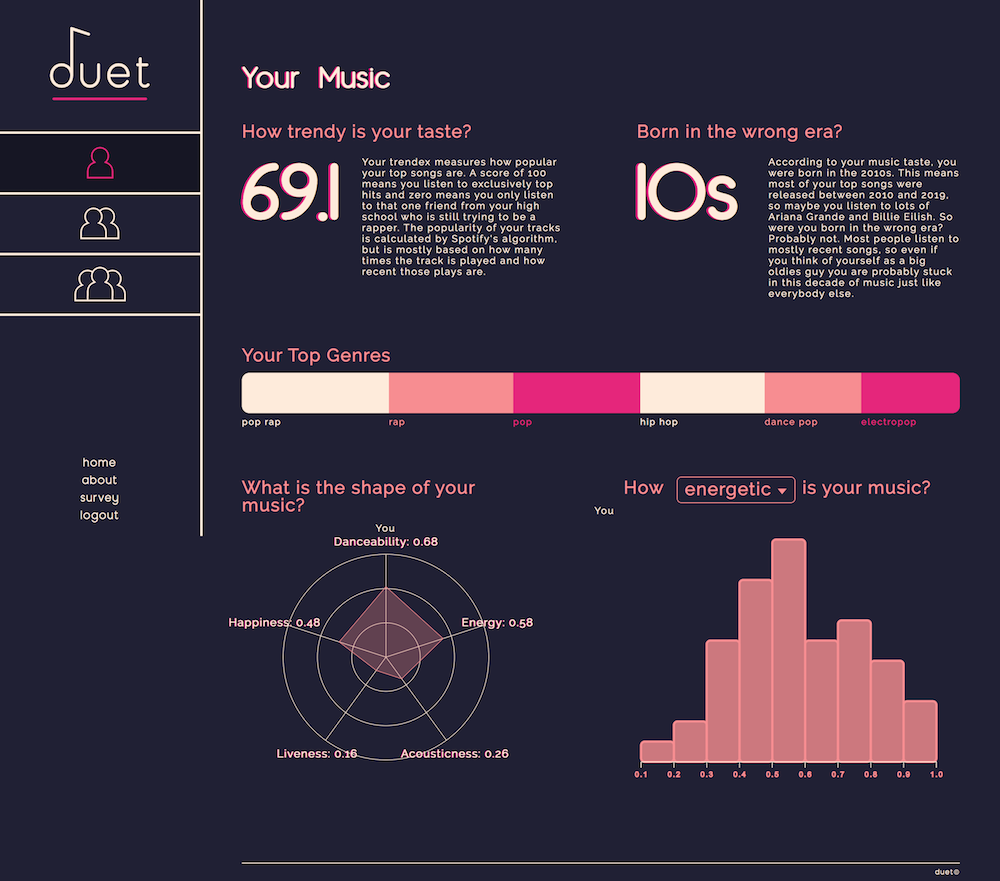 duet
Your Music
How trendy is your taste?
69.1
Your trendex measures how popular
your top songs are. A score of 100
means you listen to exclusively top
hits and zero means you only listen
to that one friend from your high
school who is still trying to be a
rapper. The popularity of your tracks
is calculated by Spotify's algorithm,
but is mostly based on how many
times the track is played and how
recent those plays are.
Born in the wrong era?
10s
According to your music taste, you
were born in the 2010s. This means
most of your top songs were
released between 2010 and 2019,
so maybe you listen to lots of
Ariana Grande and Billie Eilish. So
were you born in the wrong era?
Probably not. Most people listen to
mostly recent songs, so even if
you think of yourself as a big
oldies guy you are probably stuck
in this decade of music just like
everybody else.
Your Top Genres
pop rap rap pop hip hop dance pop electropop
home
about
survey
logout
What is the shape of your
music?
You
Danceability: 0.68
Happiness: 0.48
Energy: 0.58
Liveness: 0.16
Acousticness: 0.26
How energetic is your music?
You
0.1 0.2 0.3 0.4 0.5 0.6 0.7 0.8 0.9 1.0
duet©